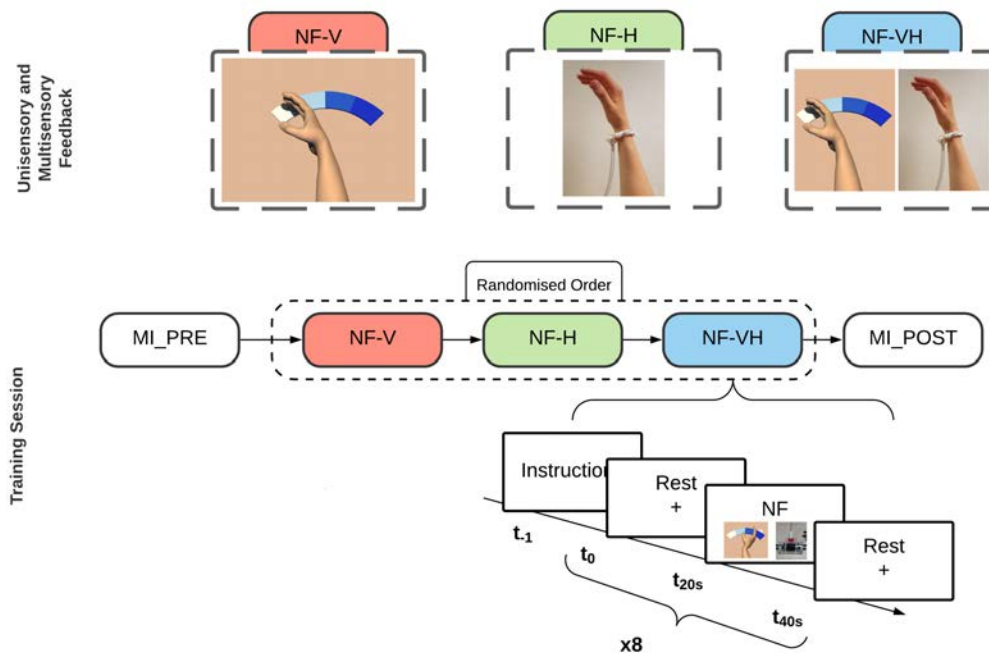 NF-V
NF-H
NF-VH
Unisensory and
Multisensory
Feedback
Randomised Order
MI_PRE
NF-V
NF-H
NF-VH
MI_POST
Training Session
Instruction
Rest
+
NF
Rest
+
t-1
t0
t20s
t40s
x8